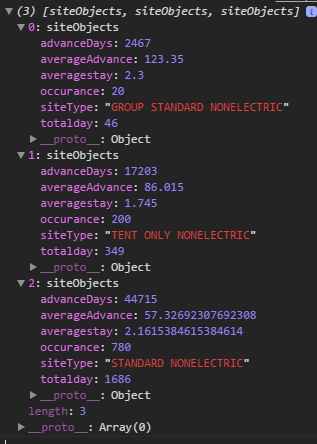 ▼(3) [siteObjects, siteObjects, siteObjects] i
▼0: siteObjects
advanceDays: 2467
averageAdvance: 123.35
averagestay: 2.3
occurance: 20
siteType: "GROUP STANDARD NONELECTRIC"
totalday: 46
▶__proto__: Object
▼1: siteObjects
advanceDays: 17203
averageAdvance: 86.015
averagestay: 1.745
occurance: 200
siteType: "TENT ONLY NONELECTRIC"
totalday: 349
▶__proto__: Object
▼2: siteObjects
advanceDays: 44715
averageAdvance: 57.32692307692308
averagestay: 2.1615384615384614
occurance: 780
siteType: "STANDARD NONELECTRIC"
totalday: 1686
▶__proto__: Object
length: 3
▶__proto__: Array(0)